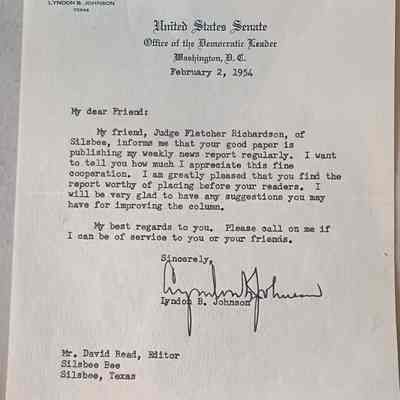 LYNDON B. JOHNSON
TEXAS
United States Senate
Office of the Democratic Leader
Washington, D. C.
February 2, 1954
My dear Friend:
My friend, Judge Fletcher Richardson, of
Silsbee, informs me that your good paper is
publishing my weekly news report regularly. I want
to tell you how much I appreciate this fine
cooperation. I am greatly pleased that you find the
report worthy of placing before your readers. I
will be very glad to have any suggestions you may
have for improving the column.
My best regards to you. Please call on me if
I can be of service to you or your friends.
Sincerely,
Lyndon B Johnson
Lyndon B. Johnson
Mr. David Read, Editor
Silsbee Bee
Silsbee, Texas